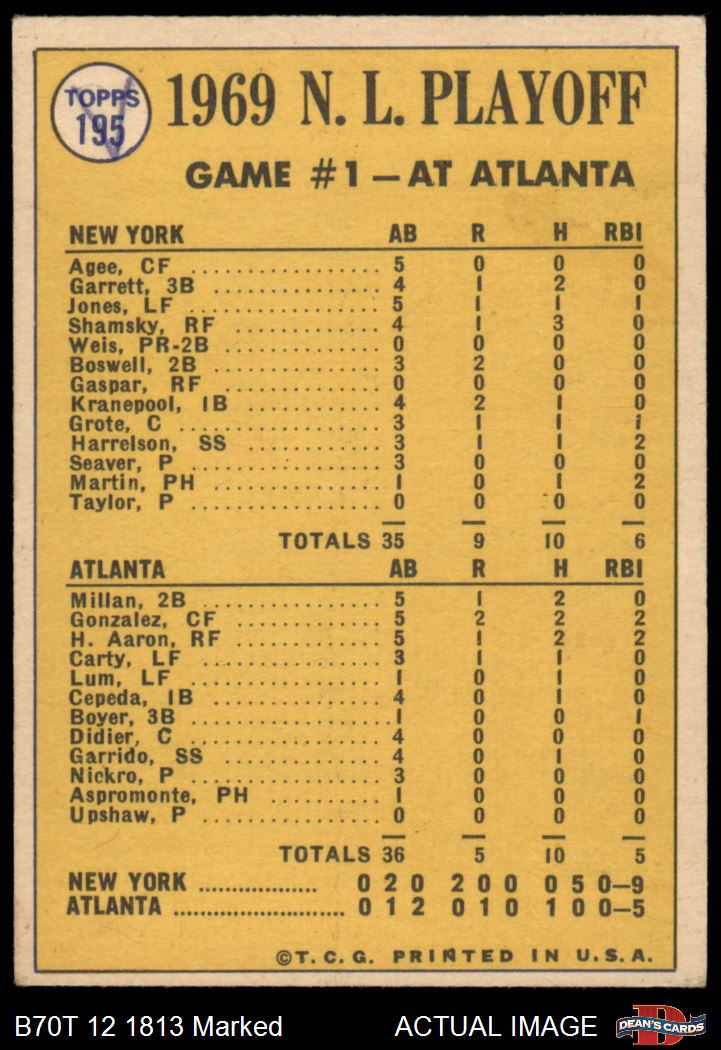 TOPPS
195
1969 N. L. PLAYOFF
GAME #1 — AT ATLANTA
NEW YORK AB R H RBI
Agee, CF .................... 5 0 0 0
Garrett, 3B ................. 4 1 2 0
Jones, LF .................... 5 1 1 1
Shamsky, RF ................ 4 1 3 0
Weis, PR-2B ................ 0 0 0 0
Boswell, 2B ................. 3 2 0 0
Gaspar, RF .................. 0 0 0 0
Kranepool, 1B .............. 4 2 1 0
Grote, C ..................... 3 1 1 1
Harrelson, SS .............. 3 1 1 2
Seaver, P .................... 3 0 0 0
Martin, PH .................. 1 0 1 2
Taylor, P .................... 0 0 0 0
TOTALS 35 9 10 6
ATLANTA AB R H RBI
Millan, 2B .................. 5 1 2 0
Gonzalez, CF ............... 5 2 2 2
H. Aaron, RF ............... 5 1 2 2
Carty, LF .................... 3 1 1 0
Lum, LF ..................... 1 0 1 0
Cepeda, 1B ................. 4 0 1 0
Boyer, 3B ................... 1 0 0 1
Didier, C .................... 4 0 0 0
Garrido, SS ................. 4 0 1 0
Nickro, P .................... 3 0 0 0
Aspromonte, PH ........... 1 0 0 0
Upshaw, P .................. 0 0 0 0
TOTALS 36 5 10 5
NEW YORK .................. 0 2 0 2 0 0 0 5 0—9
ATLANTA .......................... 0 1 2 0 1 0 1 0 0—5
©T.C.G. PRINTED IN U.S.A.
B70T 12 1813 Marked ACTUAL IMAGE DEAN'S CARDS